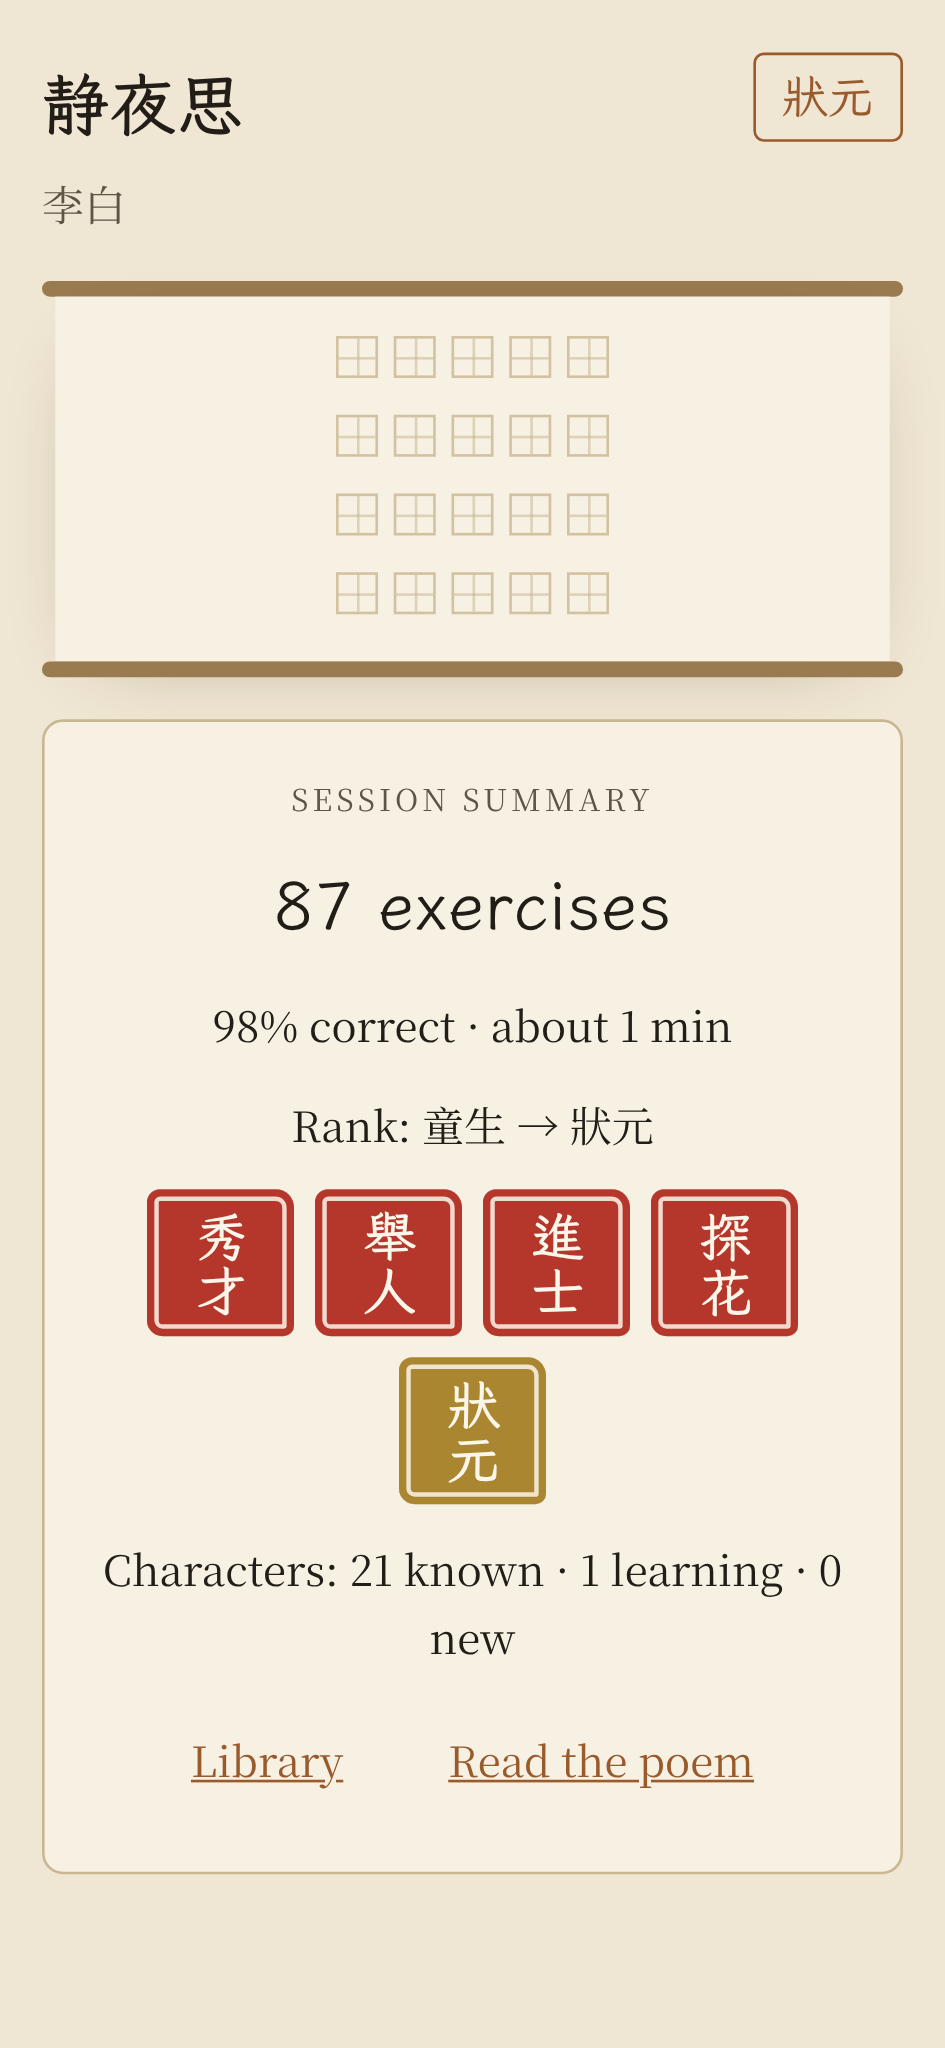 静夜思
狀元
李白
SESSION SUMMARY
87 exercises
98% correct · about 1 min
Rank: 童生 → 狀元
秀才
舉人
進士
探花
狀元
Characters: 21 known · 1 learning · 0
new
Library
Read the poem